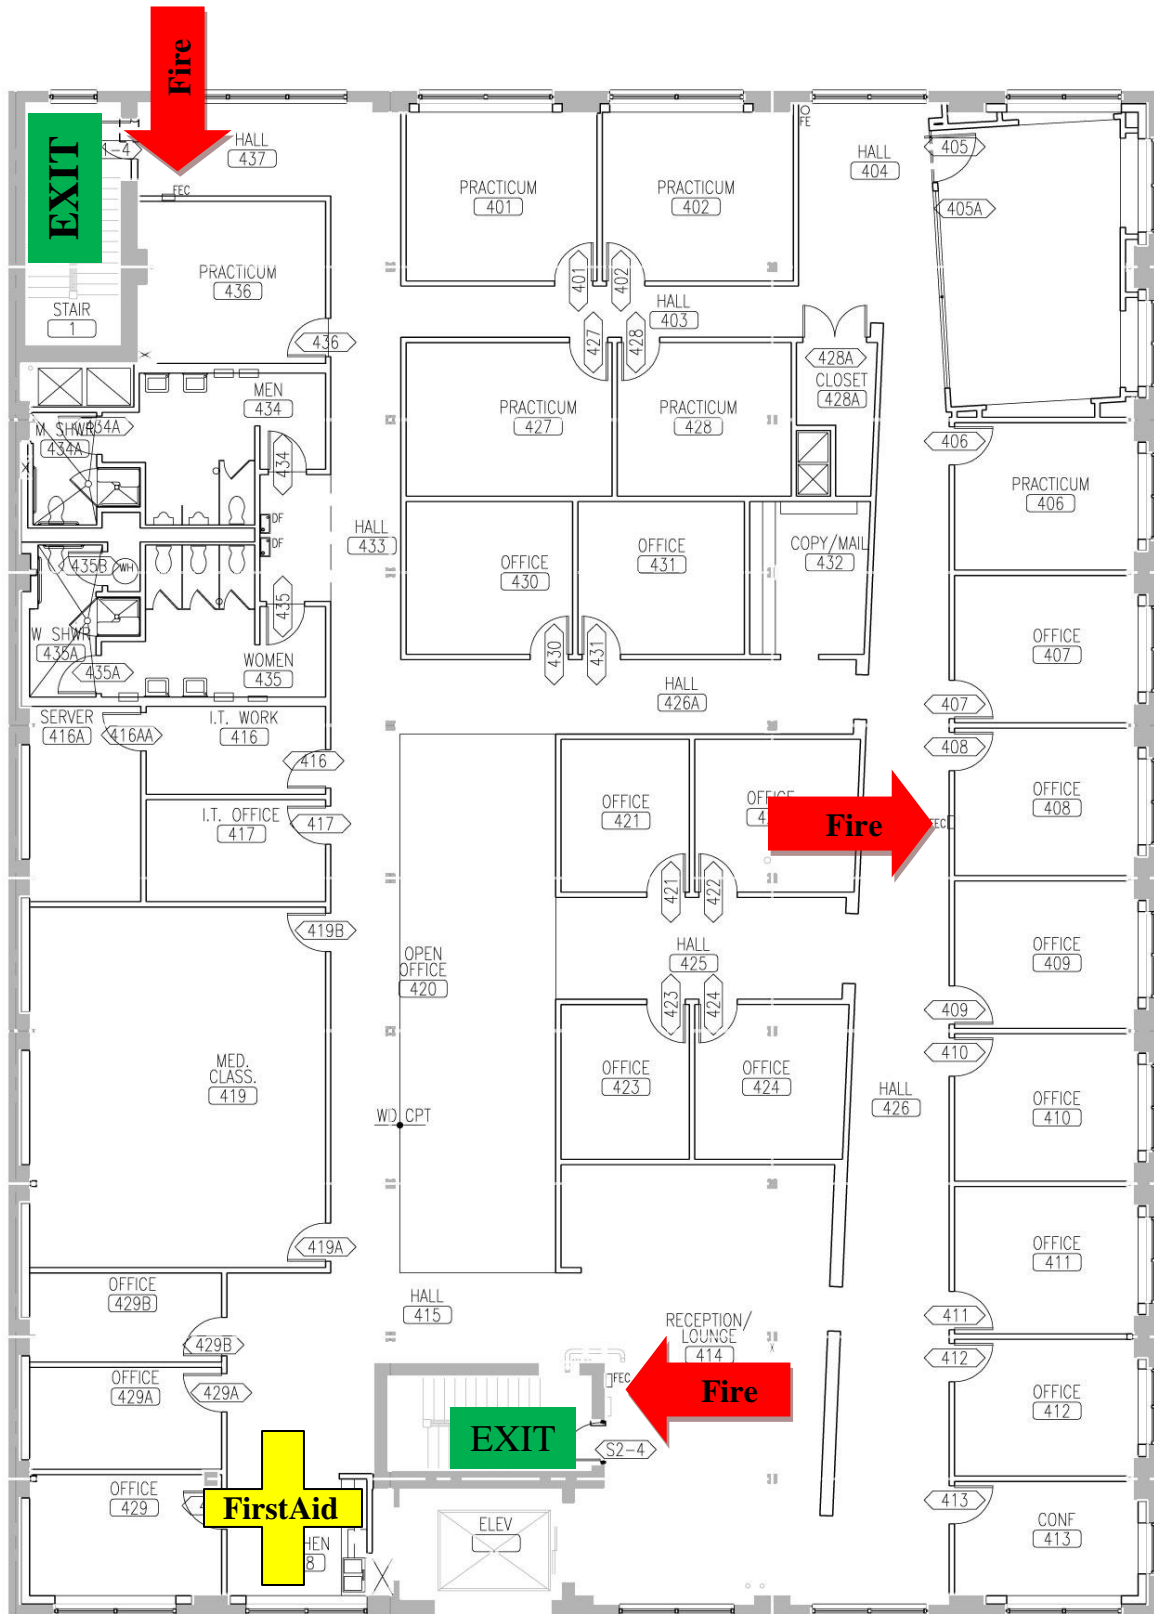 Fire
EXIT
1-4
HALL
437
FEC
PRACTICUM
401
PRACTICUM
402
FE
HALL
404
405
405A
PRACTICUM
436
STAIR
1
436
401
402
HALL
403
427
428
428A
CLOSET
428A
MEN
434
434A
M SHWR
434A
434
PRACTICUM
427
PRACTICUM
428
406
PRACTICUM
406
DF
DF
HALL
433
OFFICE
430
OFFICE
431
COPY/MAIL
432
435B
WH
435
W SHWR
435A
435A
WOMEN
435
430
431
OFFICE
407
407
HALL
426A
SERVER
416A
416AA
I.T. WORK
416
416
408
OFFICE
408
I.T. OFFICE
417
417
OFFICE
421
OFFICE
Fire
FEC
421
422
419B
OPEN
OFFICE
420
HALL
425
OFFICE
409
409
423
424
410
MED.
CLASS.
419
OFFICE
423
OFFICE
424
HALL
426
OFFICE
410
WD CPT
419A
OFFICE
411
411
OFFICE
429B
429B
HALL
415
RECEPTION/
LOUNGE
414
412
OFFICE
429A
429A
FEC
Fire
OFFICE
412
EXIT
S2-4
OFFICE
429
FirstAid
HEN
8
ELEV
413
CONF
413